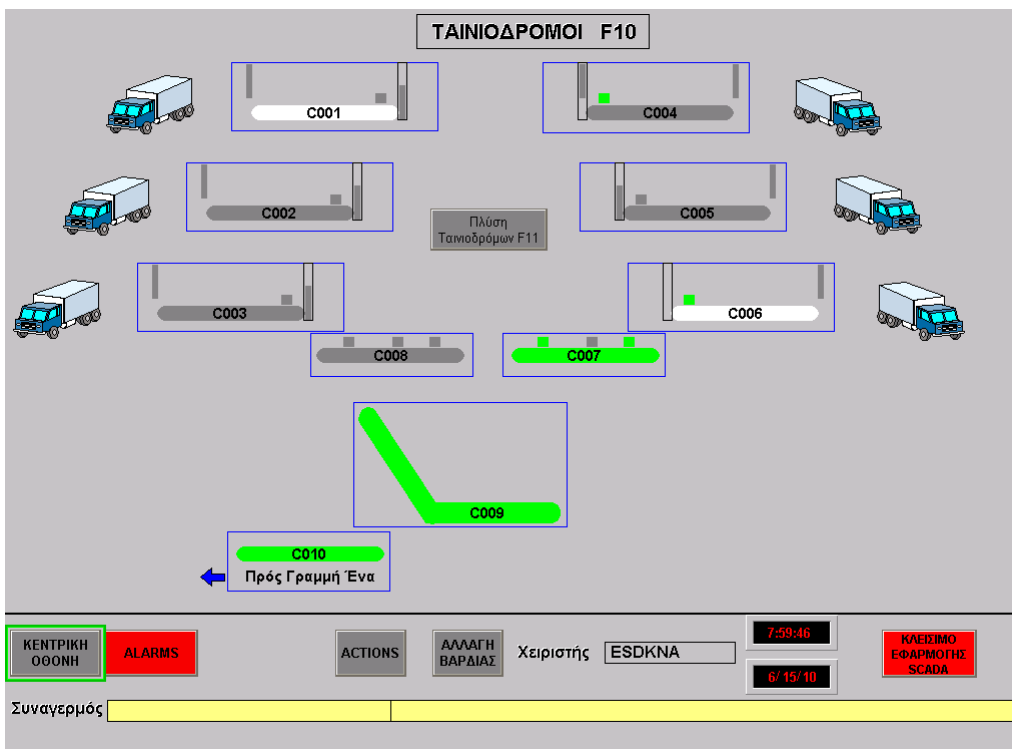 ΤΑΙΝΙΟΔΡΟΜΟΙ F10
C001
C004
C002
C005
Πλύση
Ταινιοδρόμων F11
C003
C006
C008
C007
C009
C010
Πρός Γραμμή Ένα
ΚΕΝΤΡΙΚΗ
ΟΘΟΝΗ
ALARMS
ACTIONS
ΑΛΛΑΓΗ
ΒΑΡΔΙΑΣ
Χειριστής
ESDKNA
7:59:46
6/15/10
ΚΛΕΙΣΙΜΟ
ΕΦΑΡΜΟΓΗΣ
SCADA
Συναγερμός